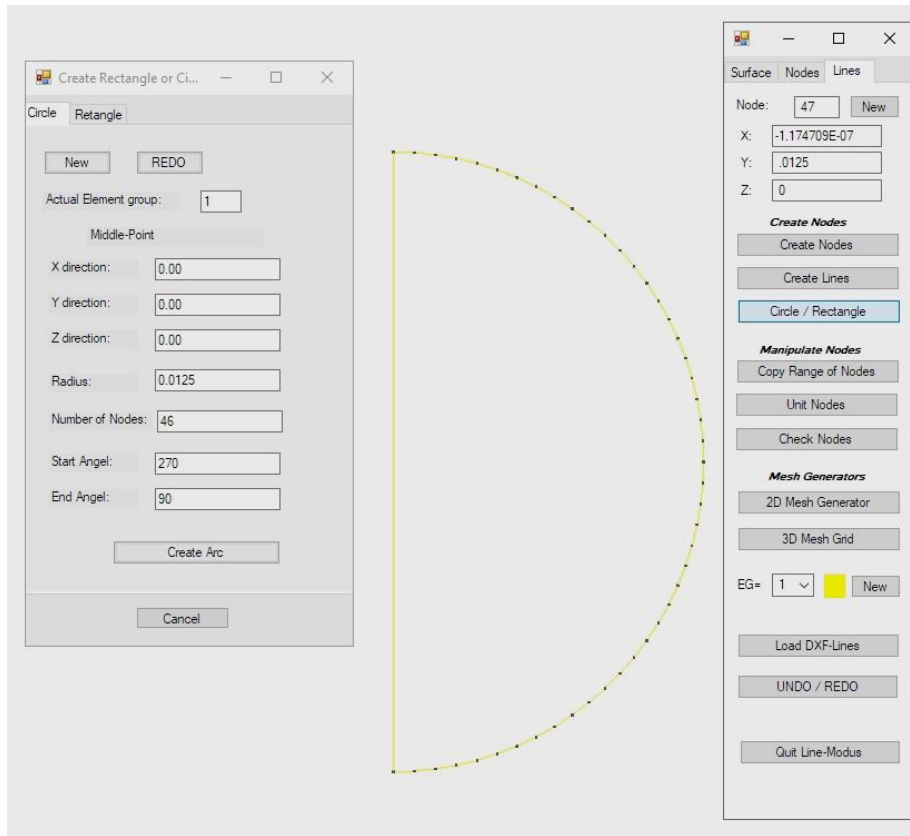 Create Rectangle or Ci...
Circle Retangle
New REDO
Actual Element group: 1
Middle-Point
X direction: 0.00
Y direction: 0.00
Z direction: 0.00
Radius: 0.0125
Number of Nodes: 46
Start Angel: 270
End Angel: 90
Create Arc
Cancel
Surface Nodes Lines
Node: 47 New
X: -1.174709E-07
Y: .0125
Z: 0
Create Nodes
Create Nodes
Create Lines
Circle / Rectangle
Manipulate Nodes
Copy Range of Nodes
Unit Nodes
Check Nodes
Mesh Generators
2D Mesh Generator
3D Mesh Grid
EG= 1 New
Load DXF-Lines
UNDO / REDO
Quit Line-Modus